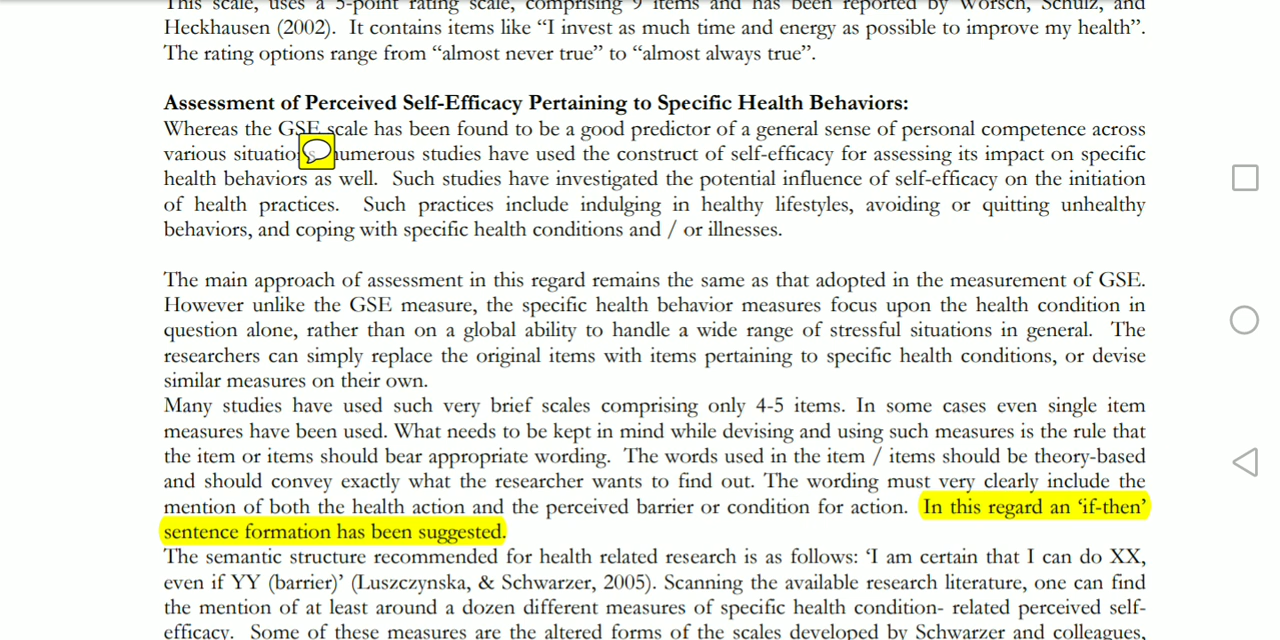 This scale, uses a 5-point rating scale, comprising 9 items and has been reported by Worsch, Schulz, and
Heckhausen (2002). It contains items like “I invest as much time and energy as possible to improve my health”.
The rating options range from “almost never true” to “almost always true”.
Assessment of Perceived Self-Efficacy Pertaining to Specific Health Behaviors:
Whereas the GSE scale has been found to be a good predictor of a general sense of personal competence across
various situations numerous studies have used the construct of self-efficacy for assessing its impact on specific
health behaviors as well. Such studies have investigated the potential influence of self-efficacy on the initiation
of health practices. Such practices include indulging in healthy lifestyles, avoiding or quitting unhealthy
behaviors, and coping with specific health conditions and / or illnesses.
The main approach of assessment in this regard remains the same as that adopted in the measurement of GSE.
However unlike the GSE measure, the specific health behavior measures focus upon the health condition in
question alone, rather than on a global ability to handle a wide range of stressful situations in general. The
researchers can simply replace the original items with items pertaining to specific health conditions, or devise
similar measures on their own.
Many studies have used such very brief scales comprising only 4-5 items. In some cases even single item
measures have been used. What needs to be kept in mind while devising and using such measures is the rule that
the item or items should bear appropriate wording. The words used in the item / items should be theory-based
and should convey exactly what the researcher wants to find out. The wording must very clearly include the
mention of both the health action and the perceived barrier or condition for action. In this regard an ‘if-then’
sentence formation has been suggested.
The semantic structure recommended for health related research is as follows: ‘I am certain that I can do XX,
even if YY (barrier)’ (Luszczynska, & Schwarzer, 2005). Scanning the available research literature, one can find
the mention of at least around a dozen different measures of specific health condition- related perceived self-
efficacy. Some of these measures are the altered forms of the scales developed by Schwarzer and colleagues,